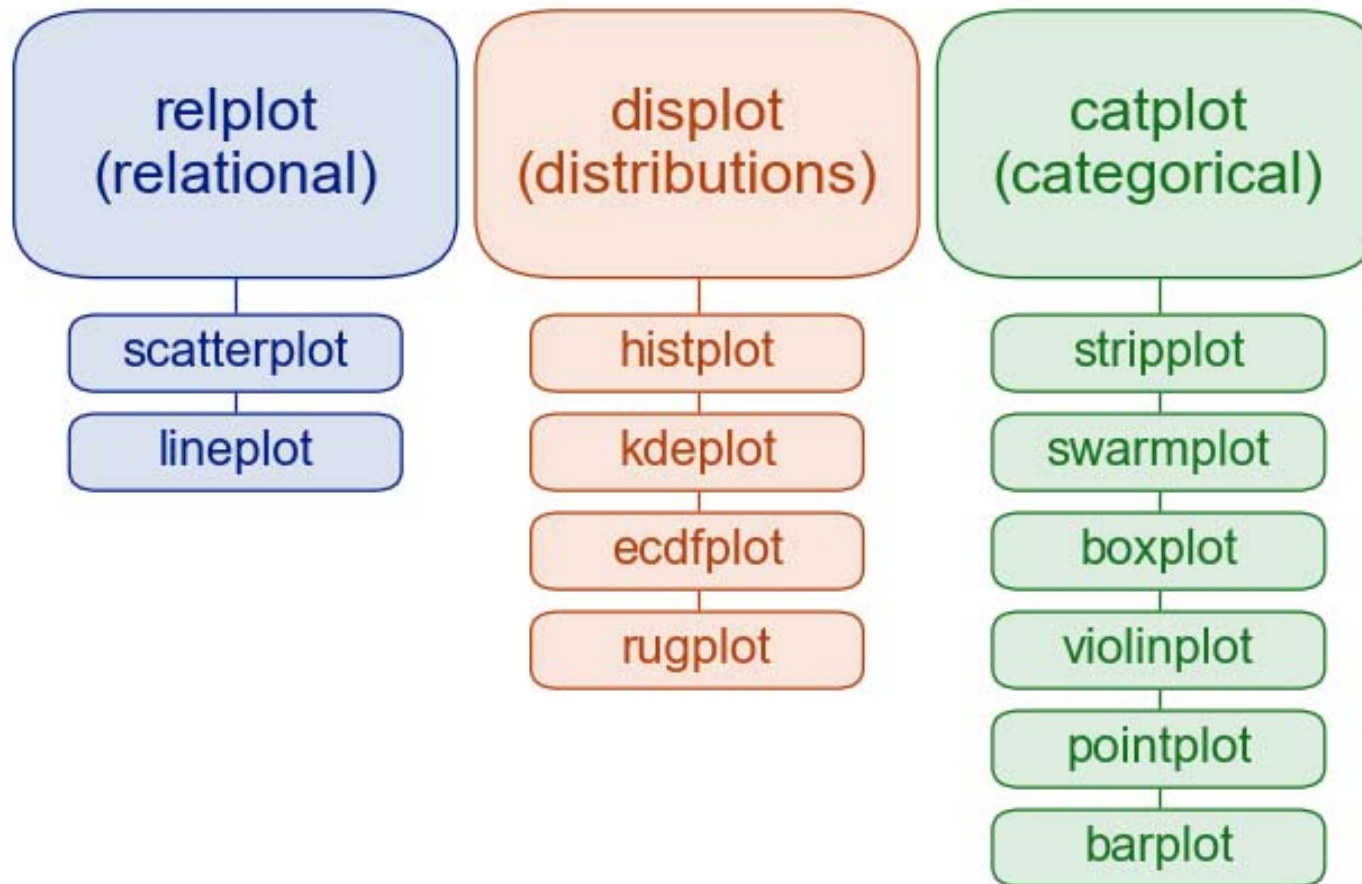 relplot
(relational)
scatterplot
lineplot
displot
(distributions)
histplot
kdeplot
ecdfplot
rugplot
catplot
(categorical)
stripplot
swarmplot
boxplot
violinplot
pointplot
barplot